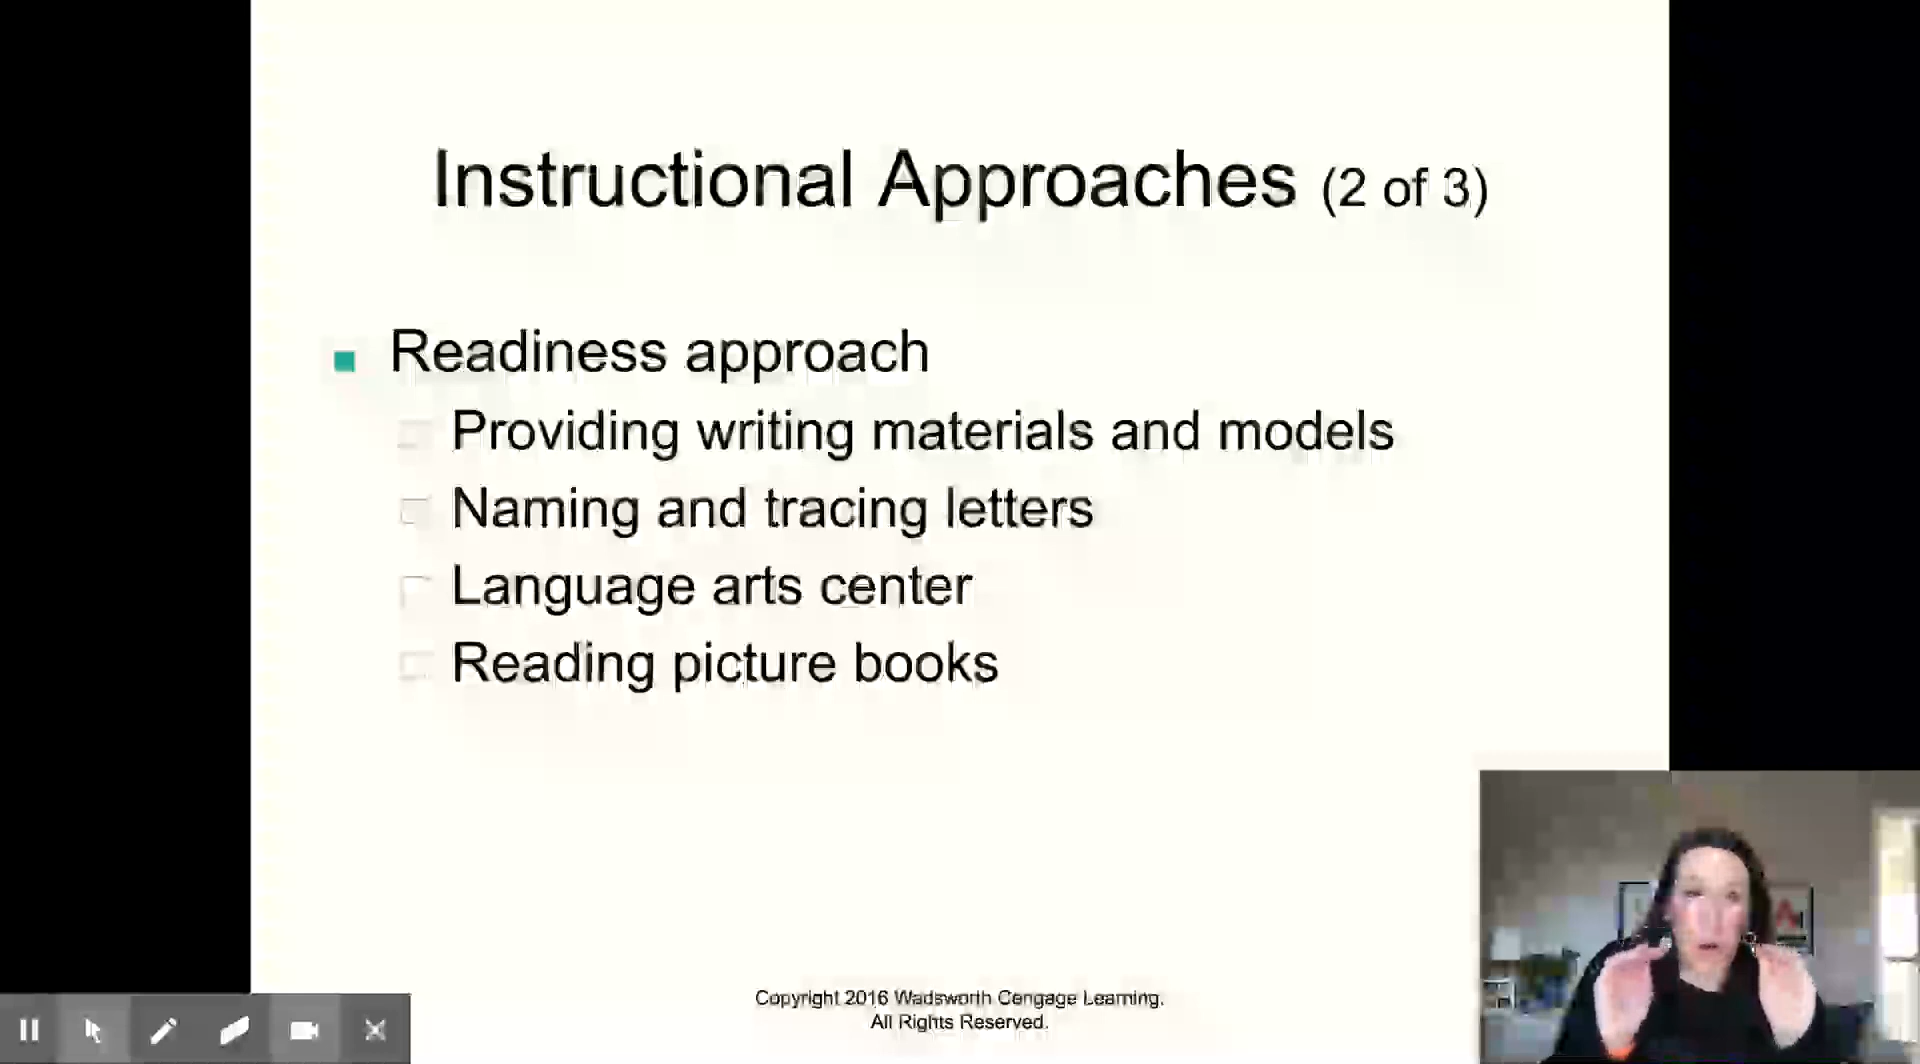 Instructional Approaches (2 of 3)
Readiness approach
Providing writing materials and models
Naming and tracing letters
Language arts center
Reading picture books
Copyright 2016 Wadsworth Cengage Learning.
All Rights Reserved.